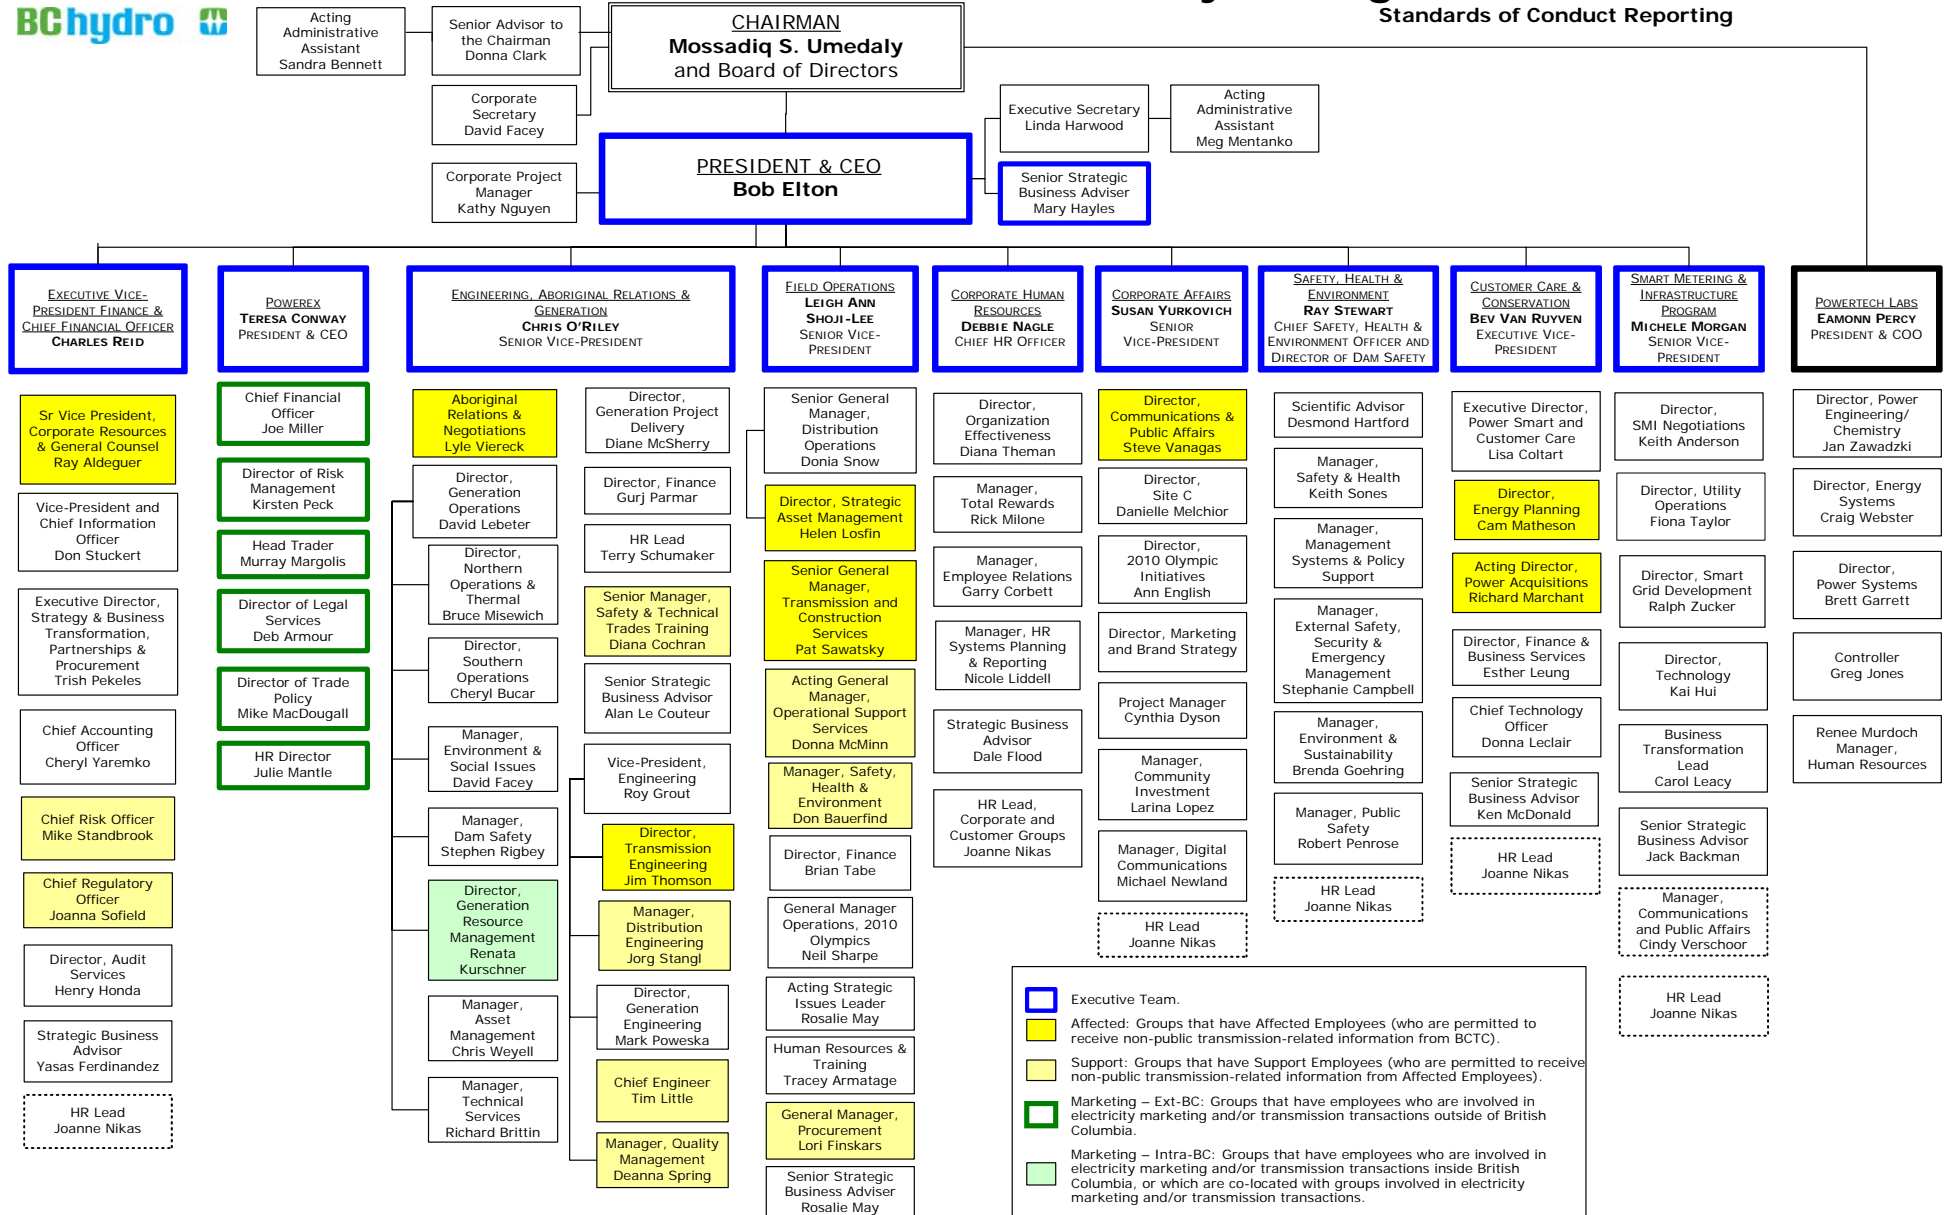 BChydro
Standards of Conduct Reporting
Acting
Administrative
Assistant
Sandra Bennett
Senior Advisor to
the Chairman
Donna Clark
CHAIRMAN
Mossadiq S. Umedaly
and Board of Directors
Corporate
Secretary
David Facey
Executive Secretary
Linda Harwood
Acting
Administrative
Assistant
Meg Mentanko
PRESIDENT & CEO
Bob Elton
Corporate Project
Manager
Kathy Nguyen
Senior Strategic
Business Adviser
Mary Hayles
EXECUTIVE VICE-
PRESIDENT FINANCE &
CHIEF FINANCIAL OFFICER
CHARLES REID
POWEREX
TERESA CONWAY
PRESIDENT & CEO
ENGINEERING, ABORIGINAL RELATIONS &
GENERATION
CHRIS O'RILEY
SENIOR VICE-PRESIDENT
FIELD OPERATIONS
LEIGH ANN
SHOJI-LEE
SENIOR VICE-
PRESIDENT
CORPORATE HUMAN
RESOURCES
DEBBIE NAGLE
CHIEF HR OFFICER
CORPORATE AFFAIRS
SUSAN YURKOVICH
SENIOR
VICE-PRESIDENT
SAFETY, HEALTH &
ENVIRONMENT
RAY STEWART
CHIEF SAFETY, HEALTH &
ENVIRONMENT OFFICER AND
DIRECTOR OF DAM SAFETY
CUSTOMER CARE &
CONSERVATION
BEV VAN RUYVEN
EXECUTIVE VICE-
PRESIDENT
SMART METERING &
INFRASTRUCTURE
PROGRAM
MICHELE MORGAN
SENIOR VICE-
PRESIDENT
POWERTECH LABS
EAMONN PERCY
PRESIDENT & COO
Sr Vice President,
Corporate Resources
& General Counsel
Ray Aldeguer
Vice-President and
Chief Information
Officer
Don Stuckert
Executive Director,
Strategy & Business
Transformation,
Partnerships &
Procurement
Trish Pekeles
Chief Accounting
Officer
Cheryl Yaremko
Chief Risk Officer
Mike Standbrook
Chief Regulatory
Officer
Joanna Sofield
Director, Audit
Services
Henry Honda
Strategic Business
Advisor
Yasas Ferdinandez
HR Lead
Joanne Nikas
Chief Financial
Officer
Joe Miller
Director of Risk
Management
Kirsten Peck
Head Trader
Murray Margolis
Director of Legal
Services
Deb Armour
Director of Trade
Policy
Mike MacDougall
HR Director
Julie Mantle
Aboriginal
Relations &
Negotiations
Lyle Viereck
Director,
Generation
Operations
David Lebeter
Director,
Northern
Operations &
Thermal
Bruce Misewich
Director,
Southern
Operations
Cheryl Bucar
Manager,
Environment &
Social Issues
David Facey
Manager,
Dam Safety
Stephen Rigbey
Director,
Generation
Resource
Management
Renata
Kurschner
Manager,
Asset
Management
Chris Weyell
Manager,
Technical
Services
Richard Brittin
Director,
Generation Project
Delivery
Diane McSherry
Director, Finance
Gurj Parmar
HR Lead
Terry Schumaker
Senior Manager,
Safety & Technical
Trades Training
Diana Cochran
Senior Strategic
Business Advisor
Alan Le Couteur
Vice-President,
Engineering
Roy Grout
Director,
Transmission
Engineering
Jim Thomson
Manager,
Distribution
Engineering
Jorg Stangl
Director,
Generation
Engineering
Mark Poweska
Chief Engineer
Tim Little
Manager, Quality
Management
Deanna Spring
Senior General
Manager,
Distribution
Operations
Donia Snow
Director, Strategic
Asset Management
Helen Losfin
Senior General
Manager,
Transmission and
Construction
Services
Pat Sawatsky
Acting General
Manager,
Operational Support
Services
Donna McMinn
Manager, Safety,
Health &
Environment
Don Bauerfind
Director, Finance
Brian Tabe
General Manager
Operations, 2010
Olympics
Neil Sharpe
Acting Strategic
Issues Leader
Rosalie May
Human Resources &
Training
Tracey Armatage
General Manager,
Procurement
Lori Finskars
Senior Strategic
Business Adviser
Rosalie May
Director,
Organization
Effectiveness
Diana Theman
Manager,
Total Rewards
Rick Milone
Manager,
Employee Relations
Garry Corbett
Manager, HR
Systems Planning
& Reporting
Nicole Liddell
Strategic Business
Advisor
Dale Flood
HR Lead,
Corporate and
Customer Groups
Joanne Nikas
Director,
Communications &
Public Affairs
Steve Vanagas
Director,
Site C
Danielle Melchior
Director,
2010 Olympic
Initiatives
Ann English
Director, Marketing
and Brand Strategy
Project Manager
Cynthia Dyson
Manager,
Community
Investment
Larina Lopez
Manager, Digital
Communications
Michael Newland
HR Lead
Joanne Nikas
Scientific Advisor
Desmond Hartford
Manager,
Safety & Health
Keith Sones
Manager,
Management
Systems & Policy
Support
Manager,
External Safety,
Security &
Emergency
Management
Stephanie Campbell
Manager,
Environment &
Sustainability
Brenda Goehring
Manager, Public
Safety
Robert Penrose
HR Lead
Joanne Nikas
Executive Director,
Power Smart and
Customer Care
Lisa Coltart
Director,
Energy Planning
Cam Matheson
Acting Director,
Power Acquisitions
Richard Marchant
Director, Finance &
Business Services
Esther Leung
Chief Technology
Officer
Donna Leclair
Senior Strategic
Business Advisor
Ken McDonald
HR Lead
Joanne Nikas
Director,
SMI Negotiations
Keith Anderson
Director, Utility
Operations
Fiona Taylor
Director, Smart
Grid Development
Ralph Zucker
Director,
Technology
Kai Hui
Business
Transformation
Lead
Carol Leacy
Senior Strategic
Business Advisor
Jack Backman
Manager,
Communications
and Public Affairs
Cindy Verschoor
HR Lead
Joanne Nikas
Director, Power
Engineering/
Chemistry
Jan Zawadzki
Director, Energy
Systems
Craig Webster
Director,
Power Systems
Brett Garrett
Controller
Greg Jones
Renee Murdoch
Manager,
Human Resources
Executive Team.
Affected: Groups that have Affected Employees (who are permitted to
receive non-public transmission-related information from BCTC).
Support: Groups that have Support Employees (who are permitted to receive
non-public transmission-related information from Affected Employees).
Marketing – Ext-BC: Groups that have employees who are involved in
electricity marketing and/or transmission transactions outside of British
Columbia.
Marketing – Intra-BC: Groups that have employees who are involved in
electricity marketing and/or transmission transactions inside British
Columbia, or which are co-located with groups involved in electricity
marketing and/or transmission transactions.